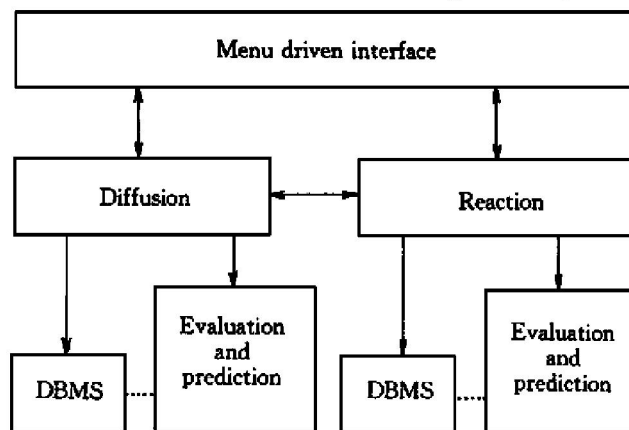 Menu driven interface
Diffusion
Reaction
Evaluation
and
prediction
DBMS
Evaluation
and
prediction
DBMS